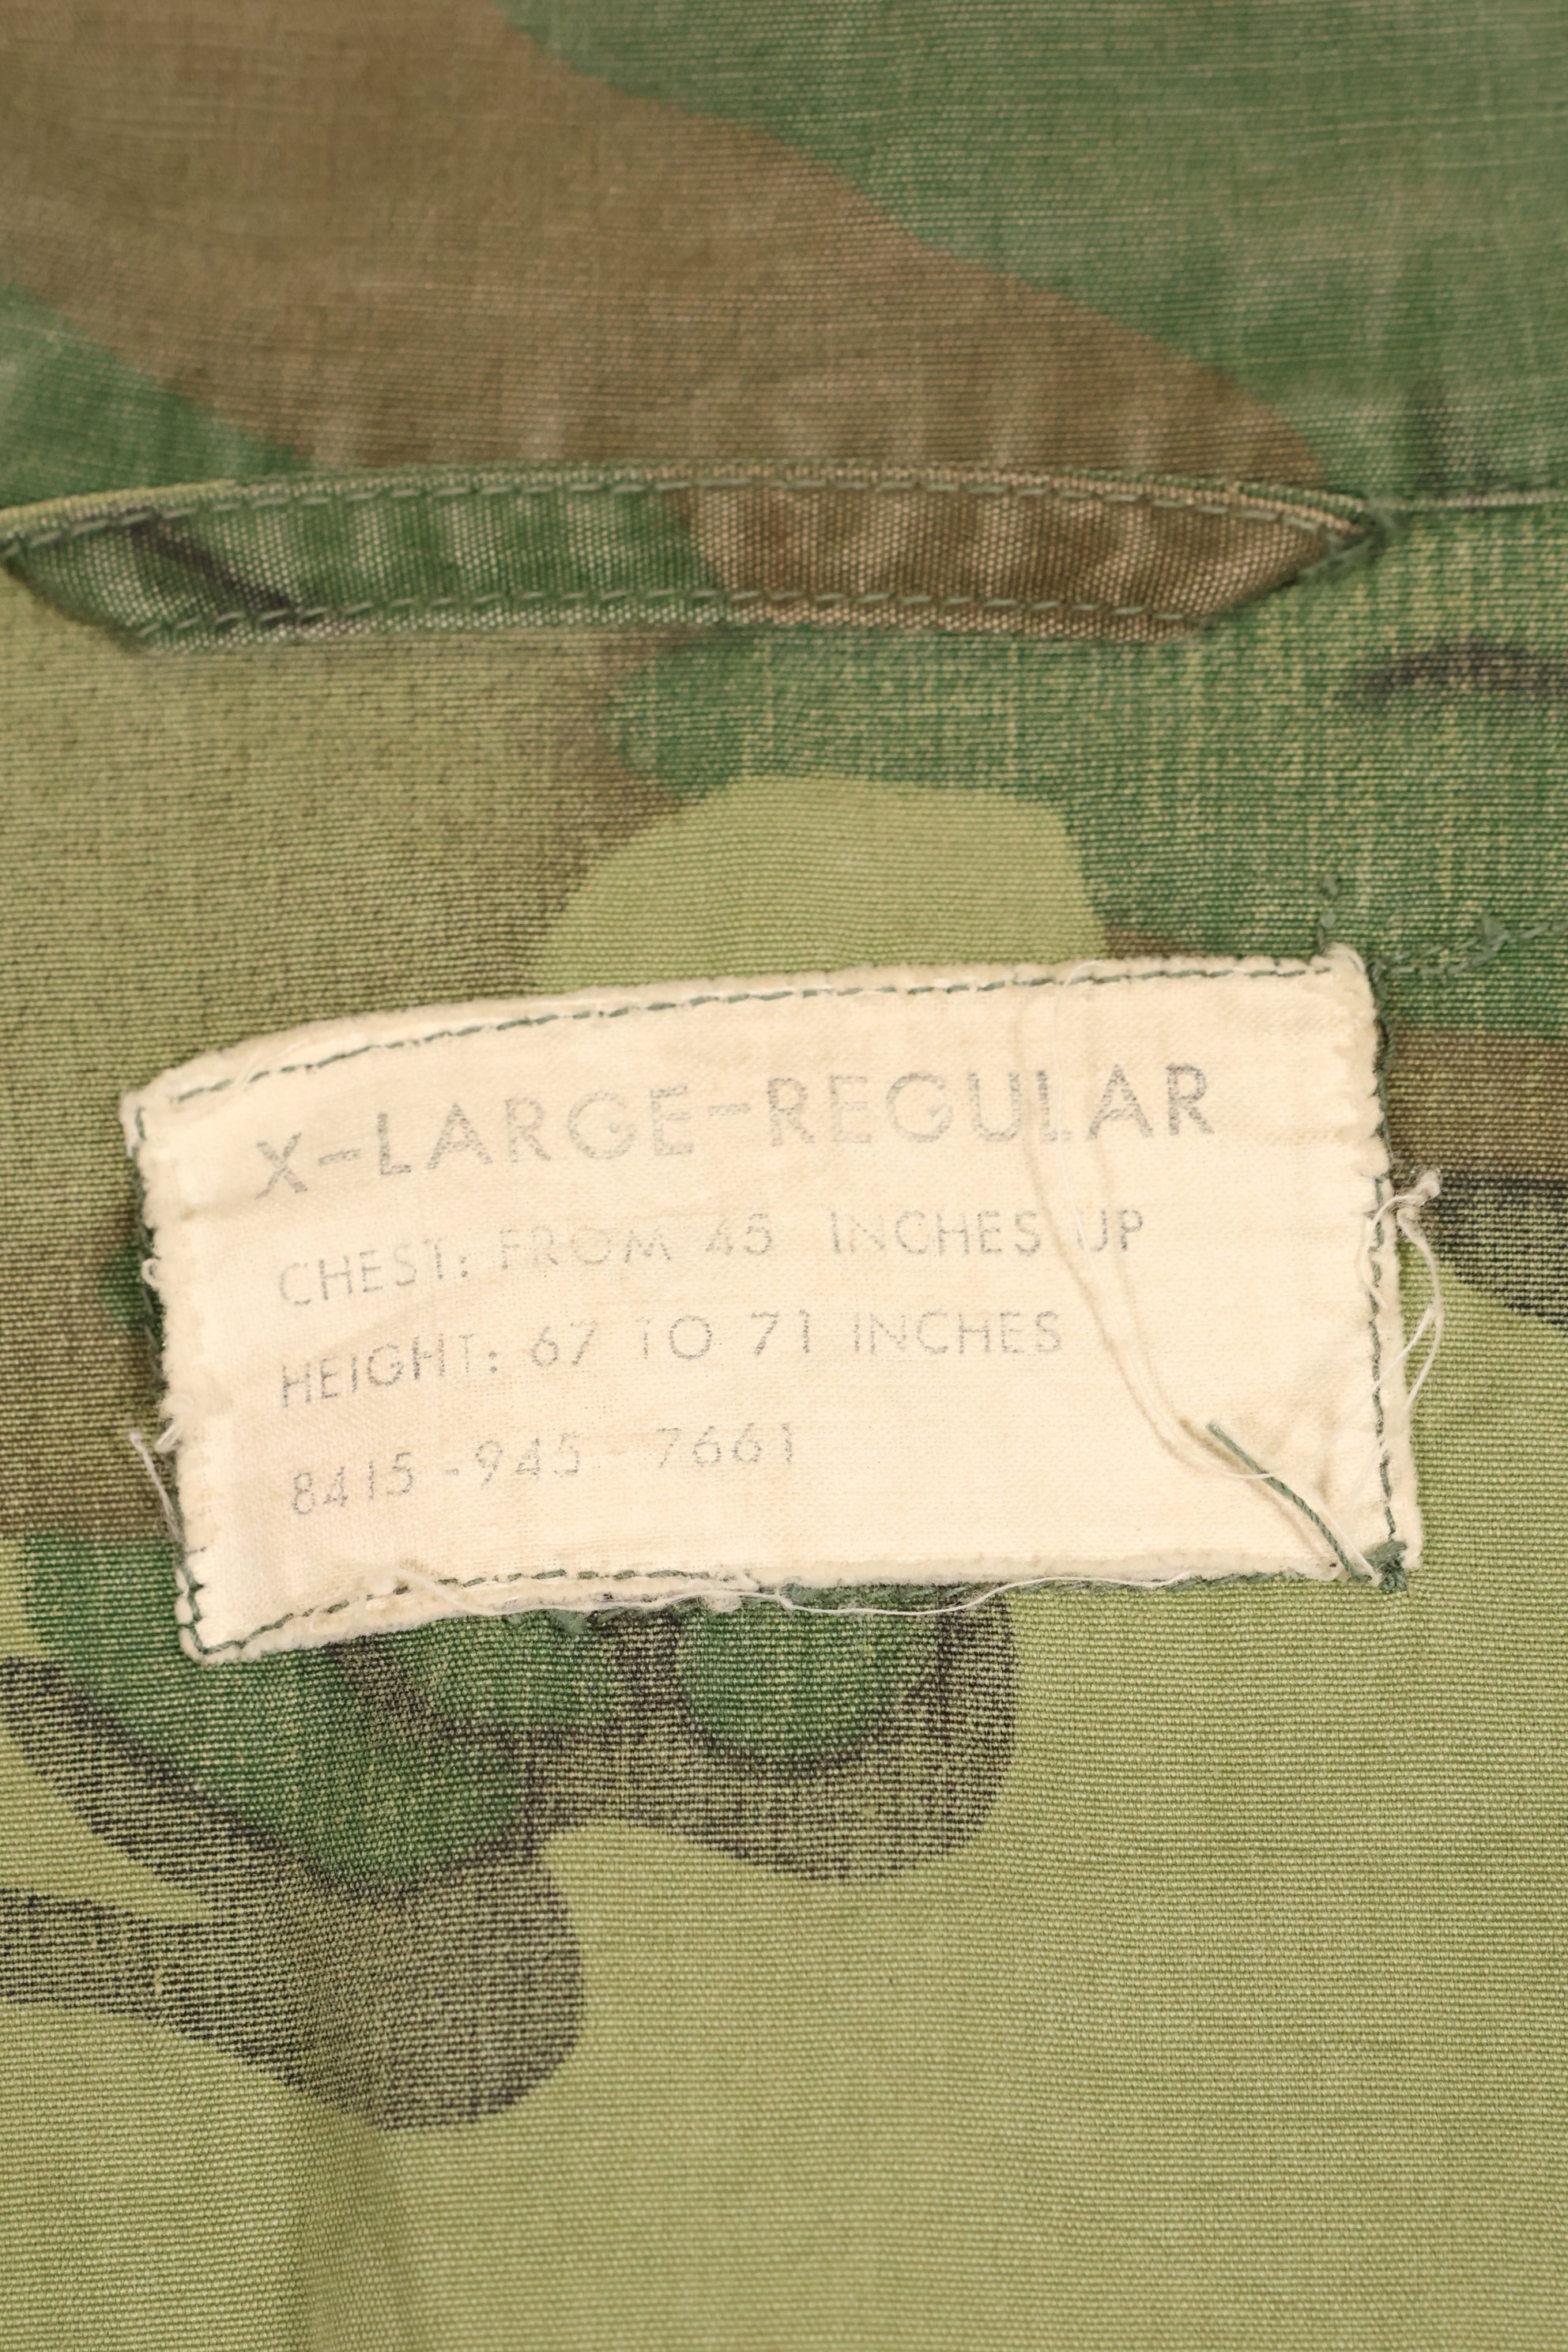 X-LARGE-REGULAR
CHEST: FROM 45 INCHES UP
HEIGHT: 67 TO 71 INCHES
8415-945-7661